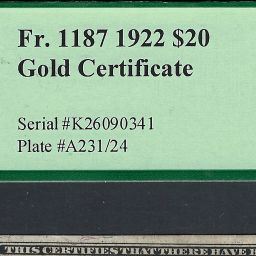 Fr. 1187 1922 $20
Gold Certificate
Serial #K26090341
Plate #A231/24
THIS CERTIFIES THAT THERE HAVE B